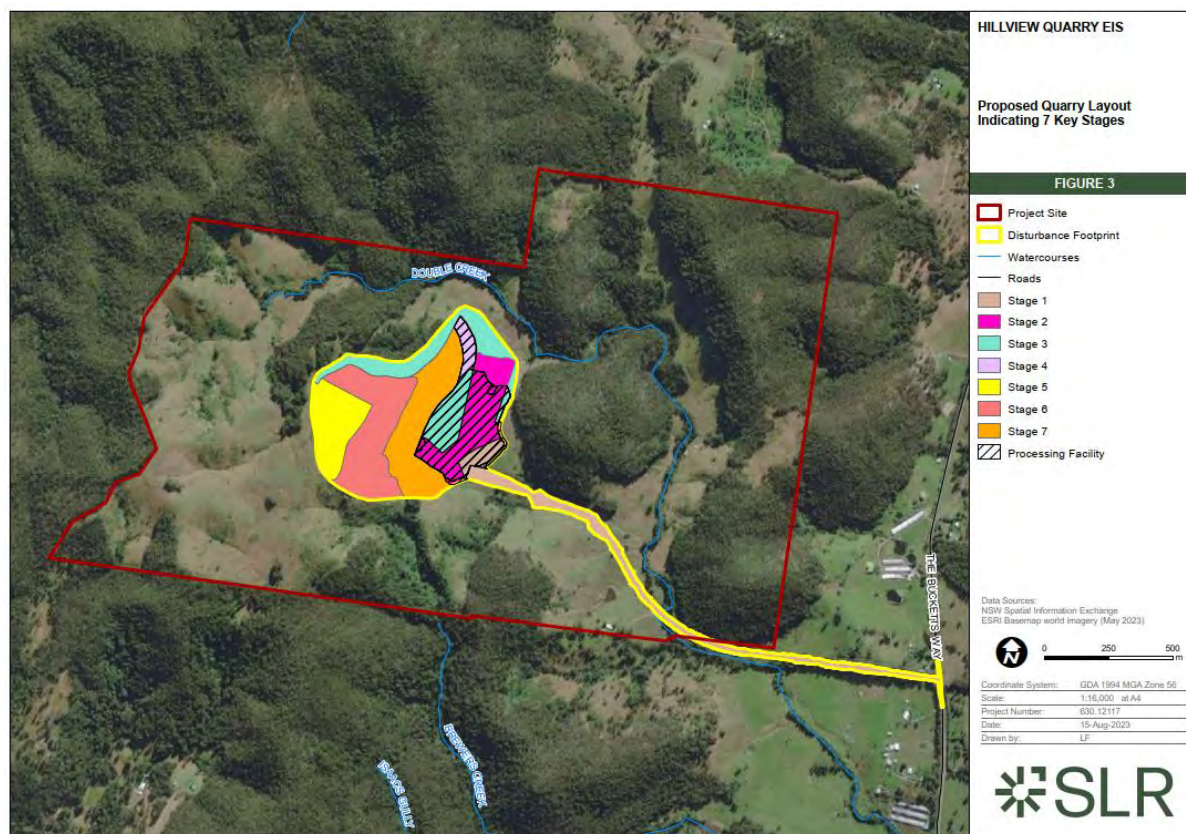 HILLVIEW QUARRY EIS
Proposed Quarry Layout
Indicating 7 Key Stages
FIGURE 3
Project Site
Disturbance Footprint
Watercourses
Roads
Stage 1
Stage 2
Stage 3
Stage 4
Stage 5
Stage 6
Stage 7
Processing Facility
DOUBLE CREEK
THE BUCKETTS WAY
BREWERS CREEK
ISAACS GULLY
Data Sources:
NSW Spatial Information Exchange
ESRI Basemap world imagery (May 2023)
N
0 250 500
m
Coordinate System: GDA 1994 MGA Zone 56
Scale: 1:16,000 at A4
Project Number: 630.12117
Date: 15-Aug-2023
Drawn by: LF
SLR